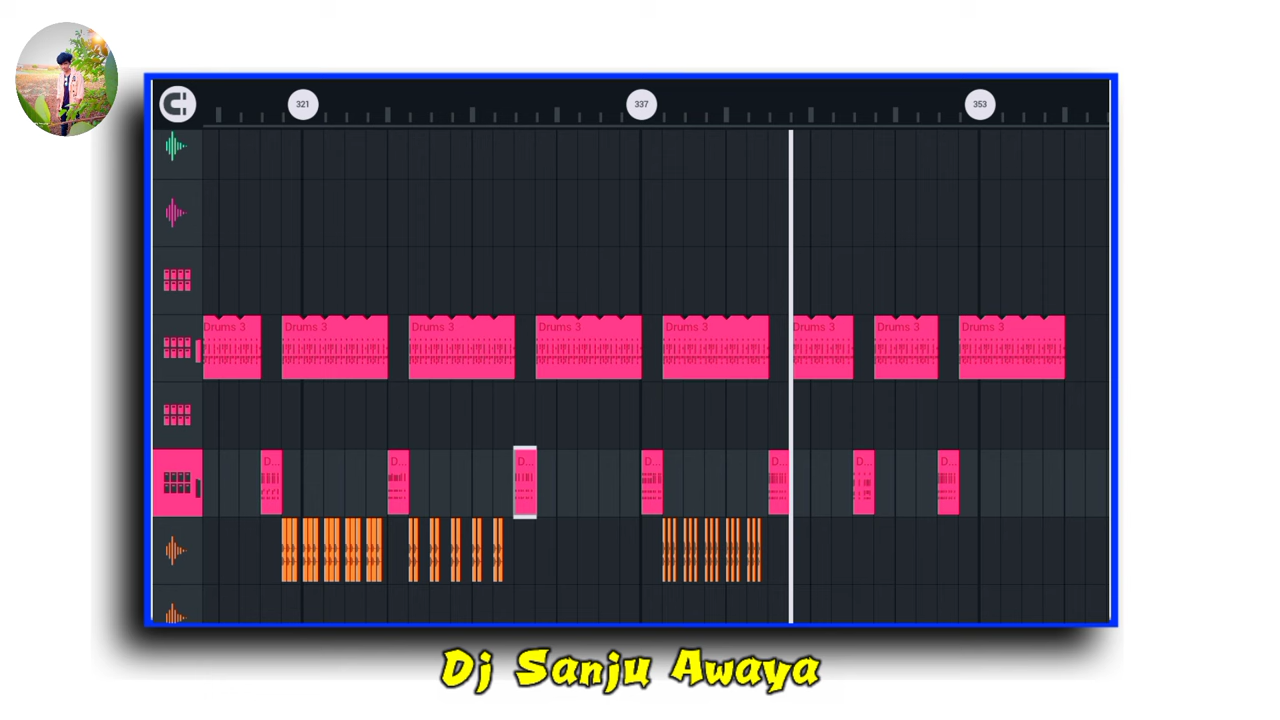 321 337 353
Drums 3 Drums 3 Drums 3 Drums 3 Drums 3 Drums 3 Drums 3 Drums 3
D... D... D... D... D... D... D...
Dj Sanju Awaya